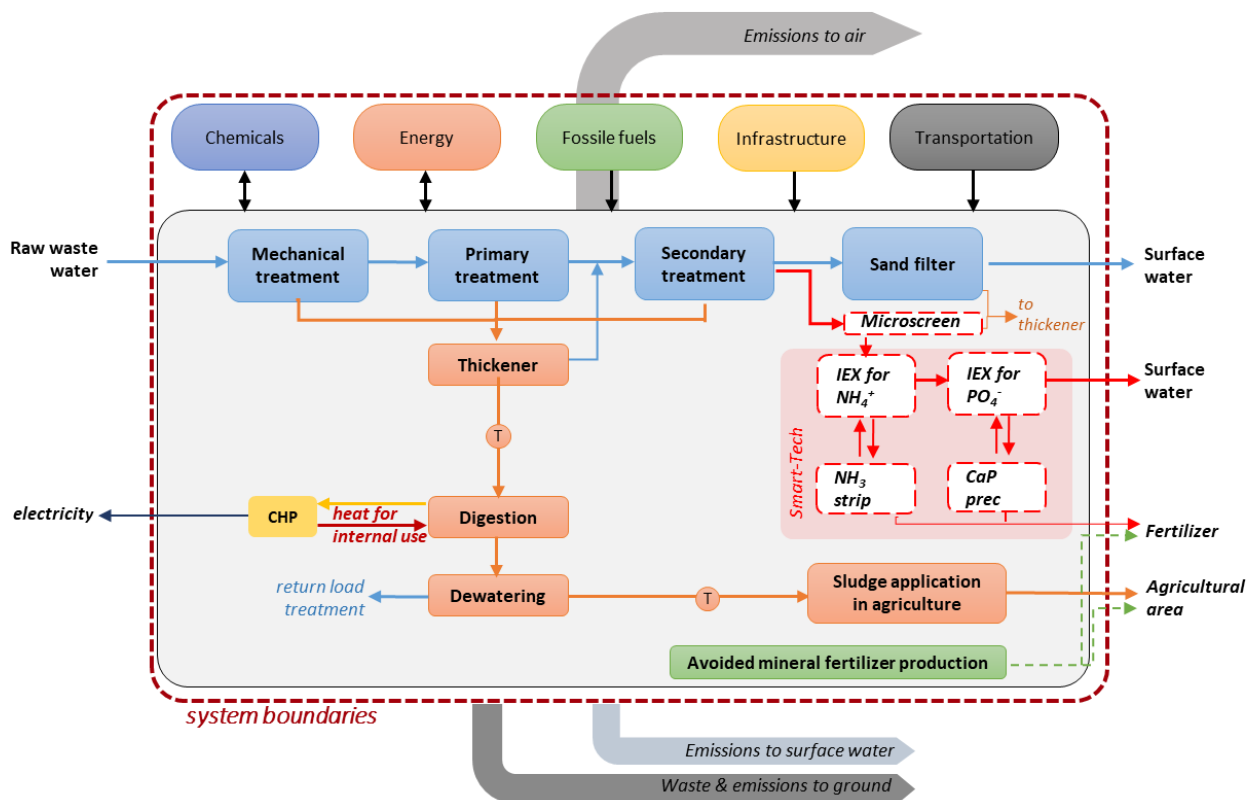 Emissions to air
Chemicals
Energy
Fossile fuels
Infrastructure
Transportation
Raw waste
water
Mechanical
treatment
Primary
treatment
Secondary
treatment
Sand filter
Surface
water
to
thickener
Microscreen
Thickener
IEX for
NH₄⁺
IEX for
PO₄⁻
Surface
water
T
Smart-Tech
NH₃
strip
CaP
prec
electricity
CHP
heat for
internal use
Digestion
Fertilizer
return load
treatment
Dewatering
T
Sludge application
in agriculture
Agricultural
area
Avoided mineral fertilizer production
system boundaries
Emissions to surface water
Waste & emissions to ground